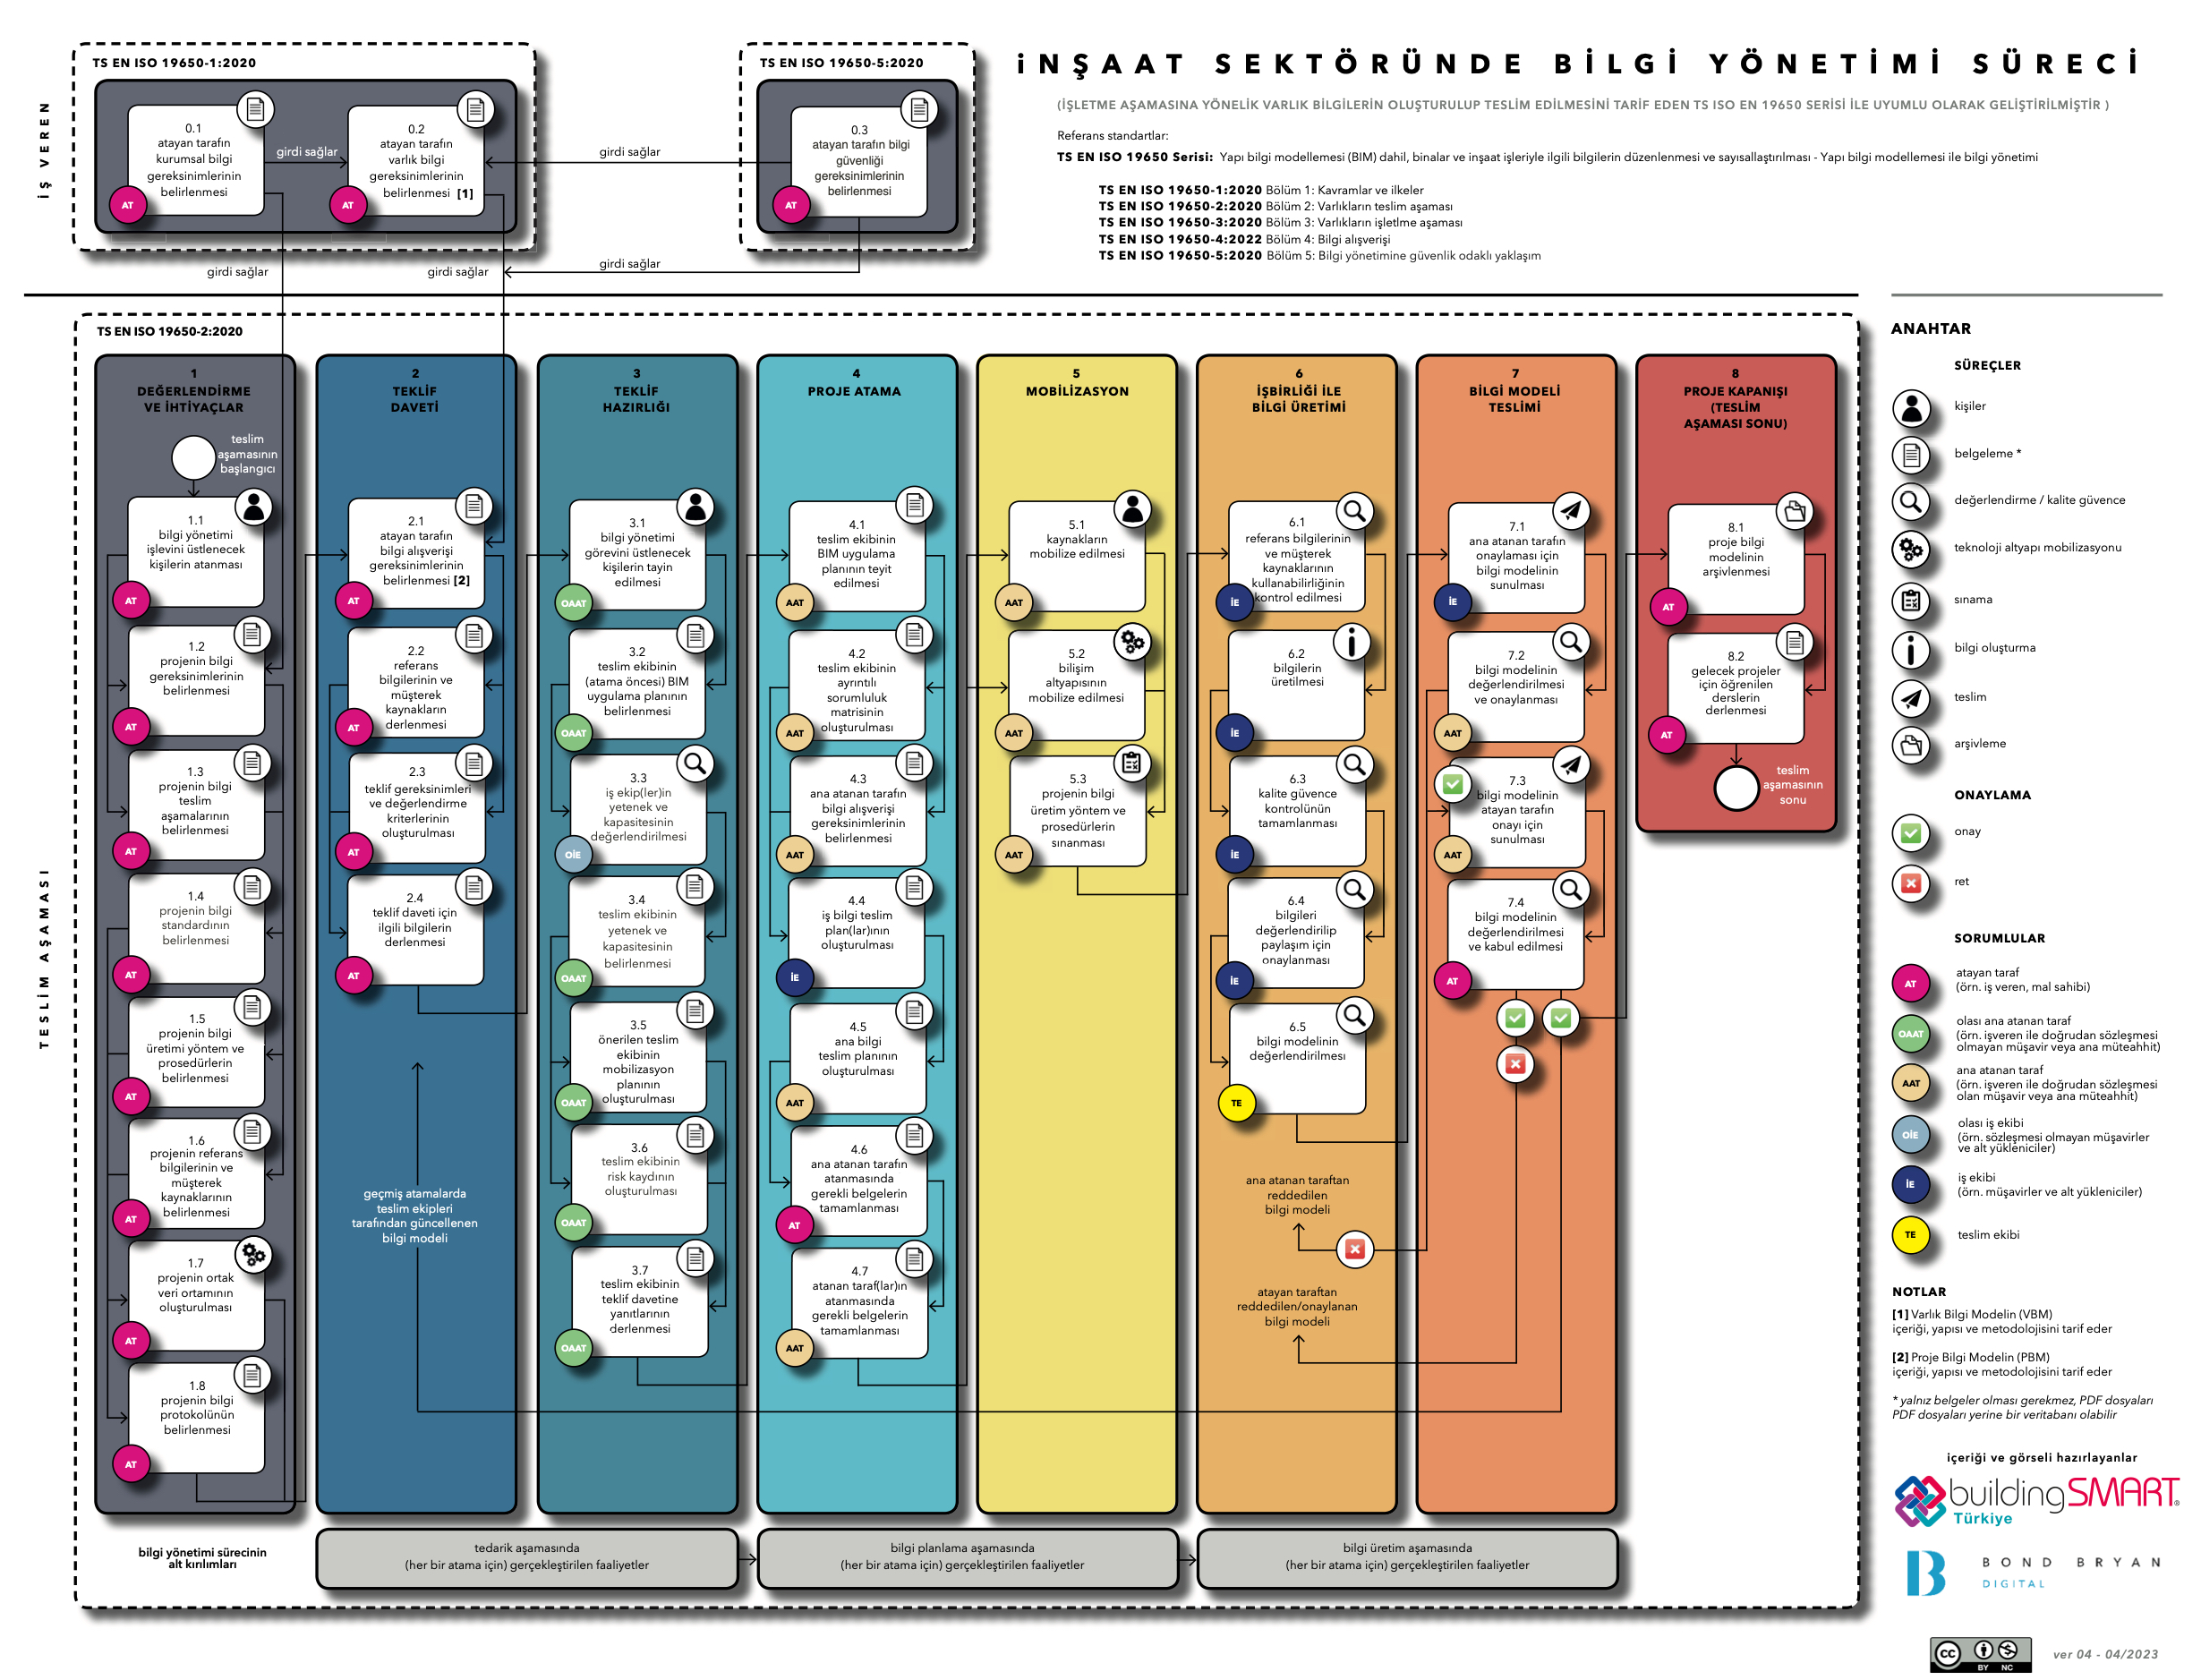 TS EN ISO 19650-1:2020
TS EN ISO 19650-5:2020
İNŞAAT SEKTÖRÜNDE BİLGİ YÖNETİMİ SÜRECİ
(İŞLETME AŞAMASINA YÖNELİK VARLIK BİLGİLERİN OLUŞTURULUP TESLİM EDİLMESİNİ TARİF EDEN TS ISO EN 19650 SERİSİ İLE UYUMLU OLARAK GELİŞTİRİLMİŞTİR )
Referans standartlar:
TS EN ISO 19650 Serisi: Yapı bilgi modellemesi (BIM) dahil, binalar ve inşaat işleriyle ilgili bilgilerin düzenlenmesi ve sayısallaştırılması - Yapı bilgi modellemesi ile bilgi yönetimi
TS EN ISO 19650-1:2020 Bölüm 1: Kavramlar ve ilkeler
TS EN ISO 19650-2:2020 Bölüm 2: Varlıkların teslim aşaması
TS EN ISO 19650-3:2020 Bölüm 3: Varlıkların işletlme aşaması
TS EN ISO 19650-4:2022 Bölüm 4: Bilgi alışverişi
TS EN ISO 19650-5:2020 Bölüm 5: Bilgi yönetimine güvenlik odaklı yaklaşım
İŞ VEREN
0.1
atayan tarafın
kurumsal bilgi
gereksinimlerinin
belirlenmesi
AT
girdi sağlar
0.2
atayan tarafın
varlık bilgi
gereksinimlerinin
belirlenmesi [1]
AT
girdi sağlar
0.3
atayan tarafın bilgi
güvenliği
gereksinimlerinin
belirlenmesi
AT
girdi sağlar
girdi sağlar
girdi sağlar
TESLİM AŞAMASI
TS EN ISO 19650-2:2020
1
DEĞERLENDİRME
VE İHTİYAÇLAR
teslim
aşamasının
başlangıcı
1.1
bilgi yönetimi
işlevini üstlenecek
kişilerin atanması
AT
1.2
projenin bilgi
gereksinimlerinin
belirlenmesi
AT
1.3
projenin bilgi
teslim
aşamalarının
belirlenmesi
AT
1.4
projenin bilgi
standardının
belirlenmesi
AT
1.5
projenin bilgi
üretimi yöntem ve
prosedürlerin
belirlenmesi
AT
1.6
projenin referans
bilgilerinin ve
müşterek
kaynaklarının
belirlenmesi
AT
1.7
projenin ortak
veri ortamının
oluşturulması
AT
1.8
projenin bilgi
protokolünün
belirlenmesi
AT
2
TEKLİF
DAVETİ
2.1
atayan tarafın
bilgi alışverişi
gereksinimlerinin
belirlenmesi [2]
AT
2.2
referans
bilgilerinin ve
müşterek
kaynakların
derlenmesi
AT
2.3
teklif gereksinimleri
ve değerlendirme
kriterlerinin
oluşturulması
AT
2.4
teklif daveti için
ilgili bilgilerin
derlenmesi
AT
geçmiş atamalarda
teslim ekipleri
tarafından güncellenen
bilgi modeli
3
TEKLİF
HAZIRLIĞI
3.1
bilgi yönetimi
görevini üstlenecek
kişilerin tayin
edilmesi
OAAT
3.2
teslim ekibinin
(atama öncesi) BIM
uygulama planının
belirlenmesi
OAAT
3.3
iş ekip(ler)in
yetenek ve
kapasitesinin
değerlendirilmesi
OİE
3.4
teslim ekibinin
yetenek ve
kapasitesinin
belirlenmesi
OAAT
3.5
önerilen teslim
ekibinin
mobilizasyon
planının
oluşturulması
OAAT
3.6
teslim ekibinin
risk kaydının
oluşturulması
OAAT
3.7
teslim ekibinin
teklif davetine
yanıtlarının
derlenmesi
OAAT
4
PROJE ATAMA
4.1
teslim ekibinin
BIM uygulama
planının teyit
edilmesi
AAT
4.2
teslim ekibinin
ayrıntılı
sorumluluk
matrisinin
oluşturulması
AAT
4.3
ana atanan tarafın
bilgi alışverişi
gereksinimlerinin
belirlenmesi
AAT
4.4
iş bilgi teslim
plan(lar)ının
oluşturulması
İE
4.5
ana bilgi
teslim planının
oluşturulması
AAT
4.6
ana atanan tarafın
atanmasında
gerekli belgelerin
tamamlanması
AT
4.7
atanan taraf(lar)ın
atanmasında
gerekli belgelerin
tamamlanması
AAT
5
MOBİLİZASYON
5.1
kaynakların
mobilize edilmesi
AAT
5.2
bilişim
altyapısının
mobilize edilmesi
AAT
5.3
projenin bilgi
üretim yöntem ve
prosedürlerin
sınanması
AAT
6
İŞBİRLİĞİ İLE
BİLGİ ÜRETİMİ
6.1
referans bilgilerinin
ve müşterek
kaynaklarının
kullanabilirliğinin
kontrol edilmesi
İE
6.2
bilgilerin
üretilmesi
İE
6.3
kalite güvence
kontrolünün
tamamlanması
İE
6.4
bilgileri
değerlendirilip
paylaşım için
onaylanması
İE
6.5
bilgi modelinin
değerlendirilmesı
TE
ana atanan taraftan
reddedilen
bilgi modeli
atayan taraftan
reddedilen/onaylanan
bilgi modeli
7
BİLGİ MODELİ
TESLİMİ
7.1
ana atanan tarafın
onaylaması için
bilgi modelinin
sunulması
İE
7.2
bilgi modelinin
değerlendirilmesi
ve onaylanması
AAT
7.3
bilgi modelinin
atayan tarafın
onayı için
sunulması
AAT
7.4
bilgi modelinin
değerlendirilmesi
ve kabul edilmesi
AT
8
PROJE KAPANIŞI
(TESLİM
AŞAMASI SONU)
8.1
proje bilgi
modelinin
arşivlenmesi
AT
8.2
gelecek projeler
için öğrenilen
derslerin
derlenmesi
AT
teslim
aşamasının
sonu
bilgi yönetimi sürecinin
alt kırılımları
tedarik aşamasında
(her bir atama için) gerçekleştirilen faaliyetler
bilgi planlama aşamasında
(her bir atama için) gerçekleştirilen faaliyetler
bilgi üretim aşamasında
(her bir atama için) gerçekleştirilen faaliyetler
ANAHTAR
SÜREÇLER
kişiler
belgeleme *
değerlendirme / kalite güvence
teknoloji altyapı mobilizasyonu
sınama
bilgi oluşturma
teslim
arşivleme
ONAYLAMA
onay
ret
SORUMLULAR
AT
atayan taraf
(örn. iş veren, mal sahibi)
OAAT
olası ana atanan taraf
(örn. işveren ile doğrudan sözleşmesi
olmayan müşavir veya ana müteahhit)
AAT
ana atanan taraf
(örn. işveren ile doğrudan sözleşmesi
olan müşavir veya ana müteahhit)
OİE
olası iş ekibi
(örn. sözleşmesi olmayan müşavirler
ve alt yükleniciler)
İE
iş ekibi
(örn. müşavirler ve alt yükleniciler)
TE
teslim ekibi
NOTLAR
[1] Varlık Bilgi Modelin (VBM)
içeriği, yapısı ve metodolojisini tarif eder
[2] Proje Bilgi Modelin (PBM)
içeriği, yapısı ve metodolojisini tarif eder
* yalnız belgeler olması gerekmez, PDF dosyaları
PDF dosyaları yerine bir veritabanı olabilir
içeriği ve görseli hazırlayanlar
buildingSMART®
Türkiye
BOND BRYAN
DIGITAL
CC BY NC
ver 04 - 04/2023